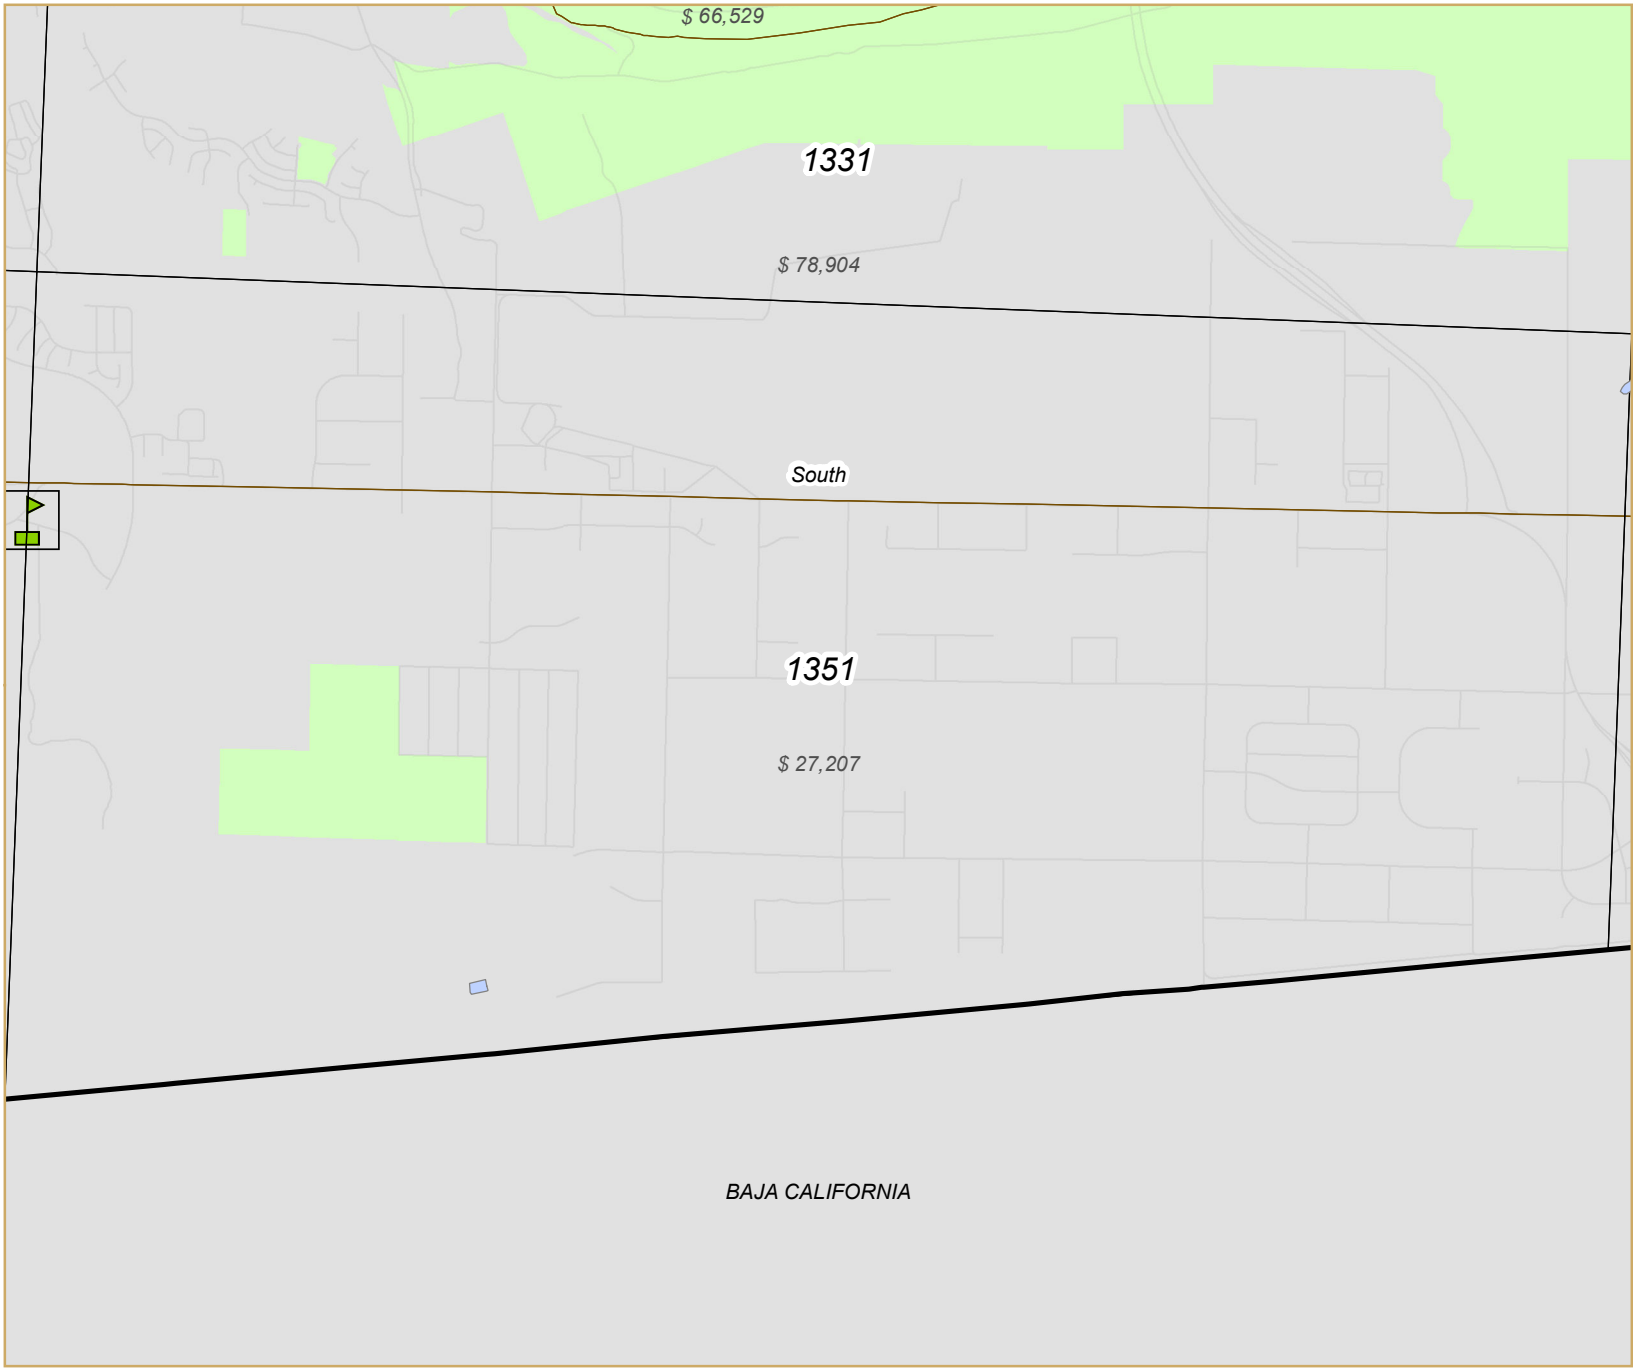 $ 66,529
1331
$ 78,904
South
1351
$ 27,207
BAJA CALIFORNIA